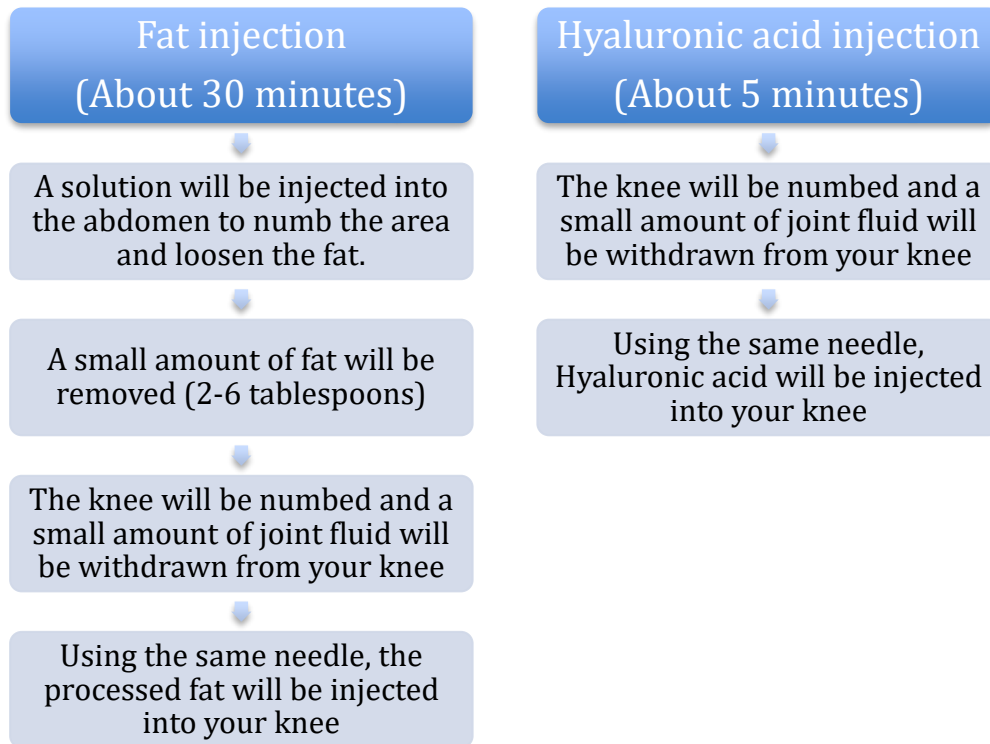 Fat injection
(About 30 minutes)
A solution will be injected into
the abdomen to numb the area
and loosen the fat.
A small amount of fat will be
removed (2-6 tablespoons)
The knee will be numbed and a
small amount of joint fluid will
be withdrawn from your knee
Using the same needle, the
processed fat will be injected
into your knee
Hyaluronic acid injection
(About 5 minutes)
The knee will be numbed and a
small amount of joint fluid will
be withdrawn from your knee
Using the same needle,
Hyaluronic acid will be injected
into your knee